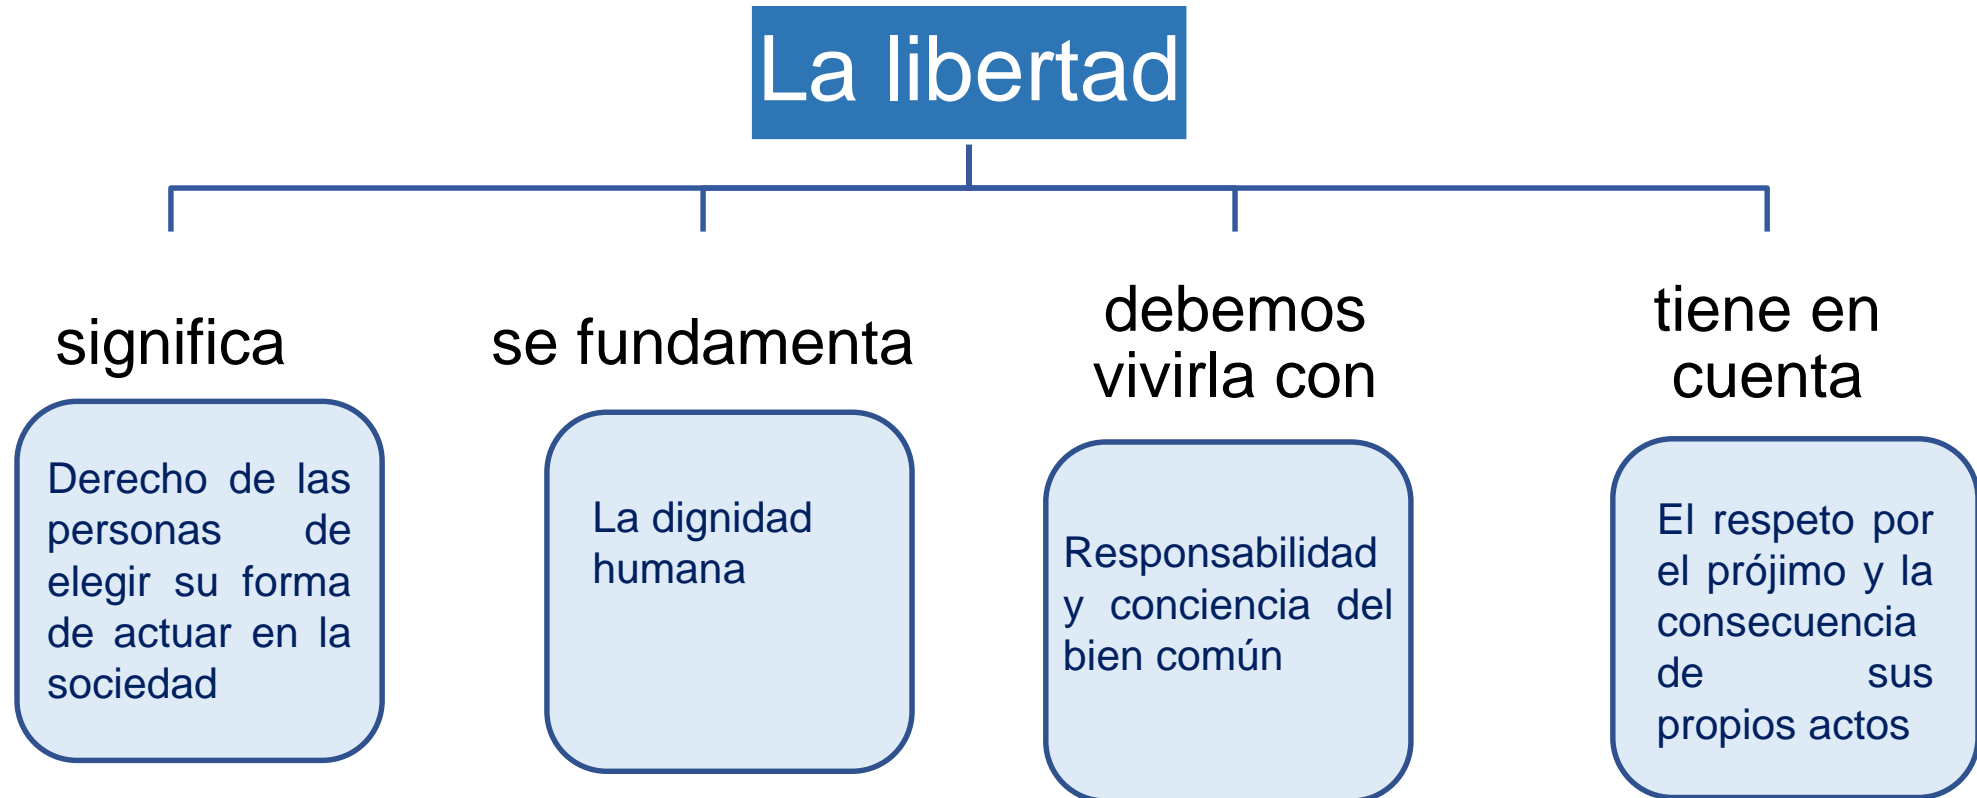 La libertad
significa
Derecho de las
personas de
elegir su forma
de actuar en la
sociedad
se fundamenta
La dignidad
humana
debemos
vivirla con
Responsabilidad
y conciencia del
bien común
tiene en
cuenta
El respeto por
el prójimo y la
consecuencia
de sus
propios actos